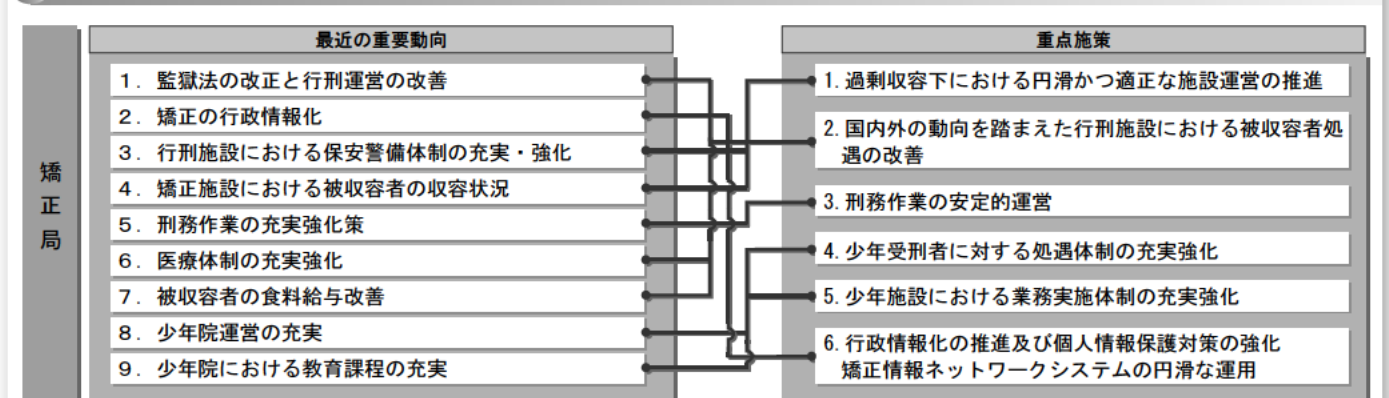 矯正局
最近の重要動向
1. 監獄法の改正と行刑運営の改善
2. 矯正の行政情報化
3. 行刑施設における保安警備体制の充実・強化
4. 矯正施設における被収容者の収容状況
5. 刑務作業の充実強化策
6. 医療体制の充実強化
7. 被収容者の食料給与改善
8. 少年院運営の充実
9. 少年院における教育課程の充実
重点施策
1. 過剰収容下における円滑かつ適正な施設運営の推進
2. 国内外の動向を踏まえた行刑施設における被収容者処
遇の改善
3. 刑務作業の安定的運営
4. 少年受刑者に対する処遇体制の充実強化
5. 少年施設における業務実施体制の充実強化
6. 行政情報化の推進及び個人情報保護対策の強化
矯正情報ネットワークシステムの円滑な運用